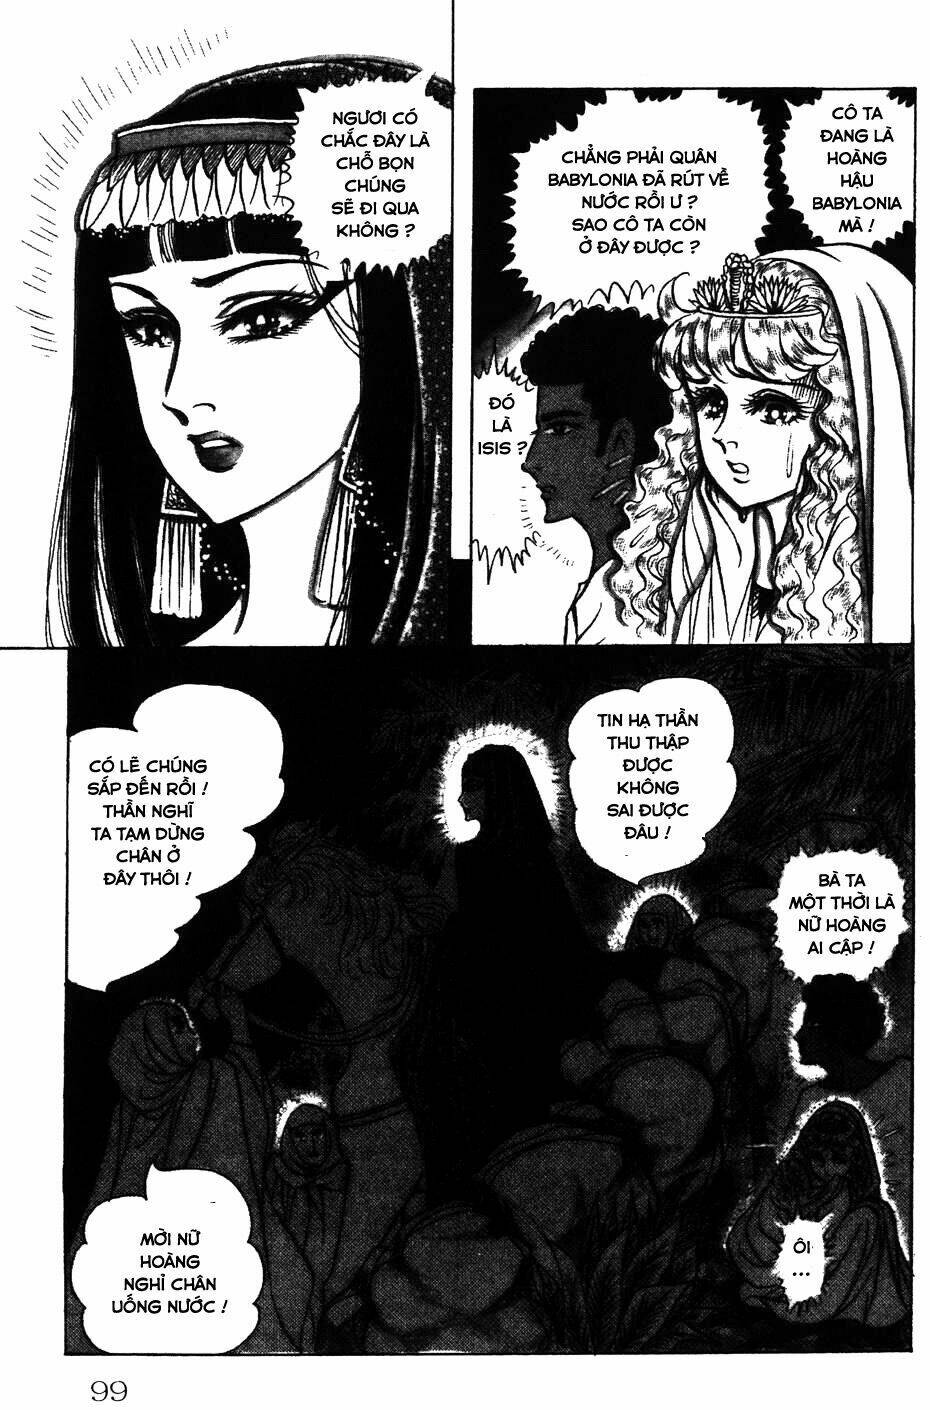 NGƯƠI CÓ
CHẮC ĐÂY LÀ
CHỖ BỌN
CHÚNG
SẼ ĐI QUA
KHÔNG ?
CHẲNG PHẢI QUÂN
BABYLONIA ĐÃ RÚT VỀ
NƯỚC RỒI Ư ?
SAO CÔ TA CÒN
Ở ĐÂY ĐƯỢC ?
CÔ TA
ĐANG LÀ
HOÀNG
HẬU
BABYLONIA
MÀ !
ĐÓ
LÀ
ISIS ?
CÓ LẼ CHÚNG
SẮP ĐẾN RỒI !
THẦN NGHĨ
TA TẠM DỪNG
CHÂN Ở
ĐÂY THÔI !
TIN HẠ THẦN
THU THẬP
ĐƯỢC
KHÔNG
SAI ĐƯỢC
ĐÂU !
BÀ TA
MỘT THỜI LÀ
NỮ HOÀNG
AI CẬP !
MỜI NỮ
HOÀNG
NGHỈ CHÂN
UỐNG NƯỚC !
ÔI
...
99